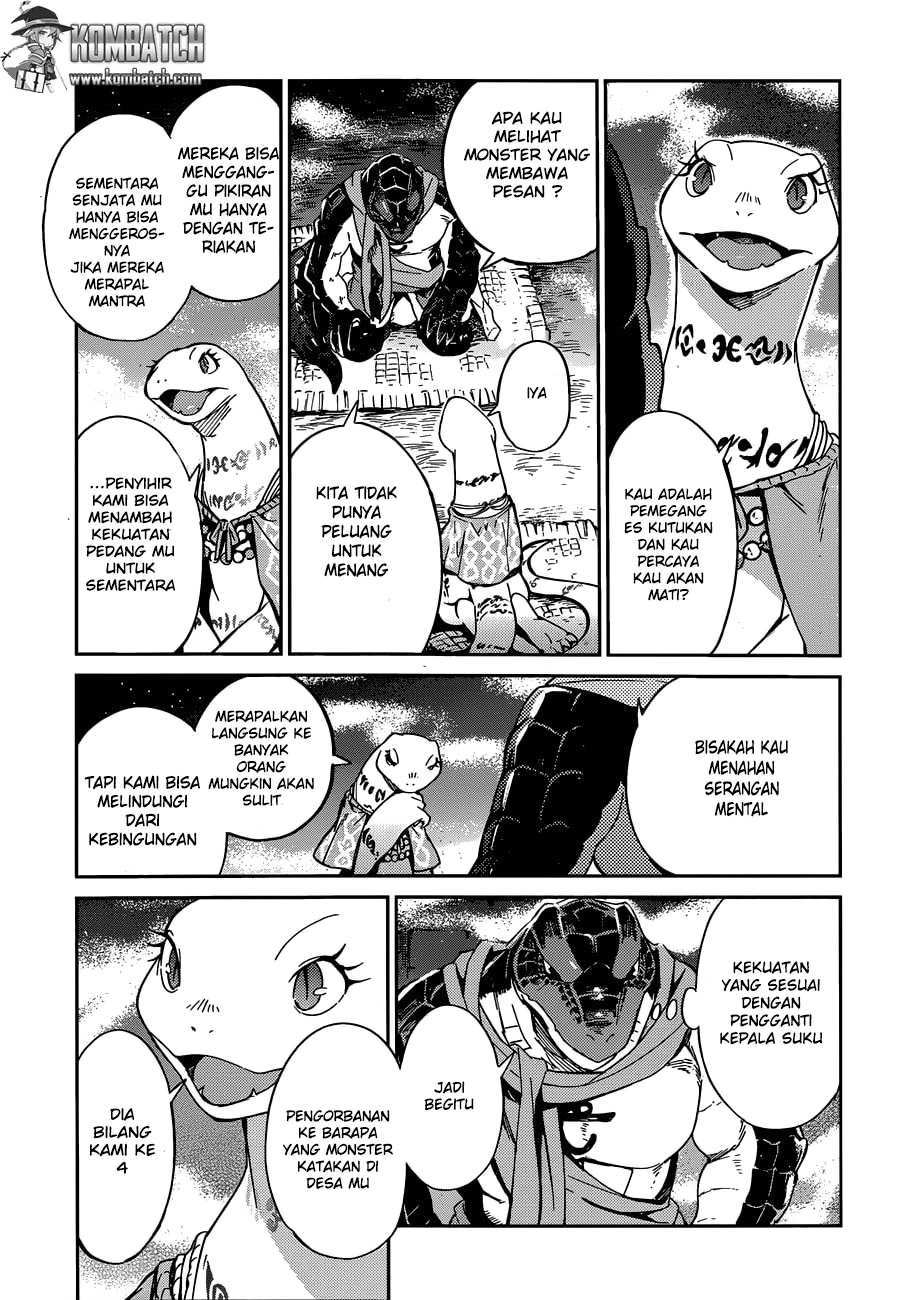 KOMBATCH
www.kombatch.com
APA KAU
MELIHAT
MONSTER YANG
MEMBAWA
PESAN ?
IYA
KAU ADALAH
PEMEGANG
ES KUTUKAN
DAN KAU
PERCAYA
KAU AKAN
MATI?
KITA TIDAK
PUNYA
PELUANG
UNTUK
MENANG
MEREKA BISA
MENGGANG-
GU PIKIRAN
MU HANYA
DENGAN TE-
RIAKAN
SEMENTARA
SENJATA MU
HANYA BISA
MENGGEROS-
NYA
JIKA MEREKA
MERAPAL
MANTRA
...PENYIHIR
KAMI BISA
MENAMBAH
KEKUATAN
PEDANG MU
UNTUK
SEMENTARA
BISAKAH KAU
MENAHAN
SERANGAN
MENTAL
MERAPALKAN
LANGSUNG KE
BANYAK
ORANG
MUNGKIN AKAN
SULIT
TAPI KAMI BISA
MELINDUNGI
DARI
KEBINGUNGAN
KEKUATAN
YANG SESUAI
DENGAN
PENGGANTI
KEPALA SUKU
JADI
BEGITU
PENGORBANAN
KE BARAPA
YANG MONSTER
KATAKAN DI
DESA MU
DIA
BILANG
KAMI KE
4